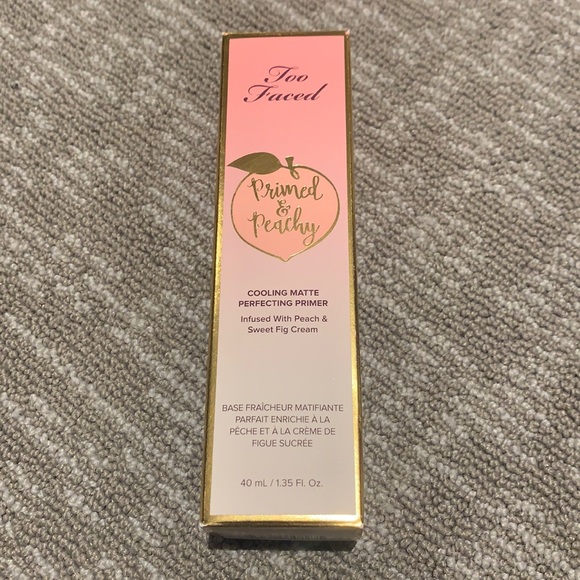 Too
Faced
Primed
&
Peachy
COOLING MATTE
PERFECTING PRIMER
Infused With Peach &
Sweet Fig Cream
BASE FRAÎCHEUR MATIFIANTE
PARFAIT ENRICHIE À LA
PÊCHE ET À LA CRÈME DE
FIGUE SUCRÉE
40 mL / 1.35 Fl. Oz.